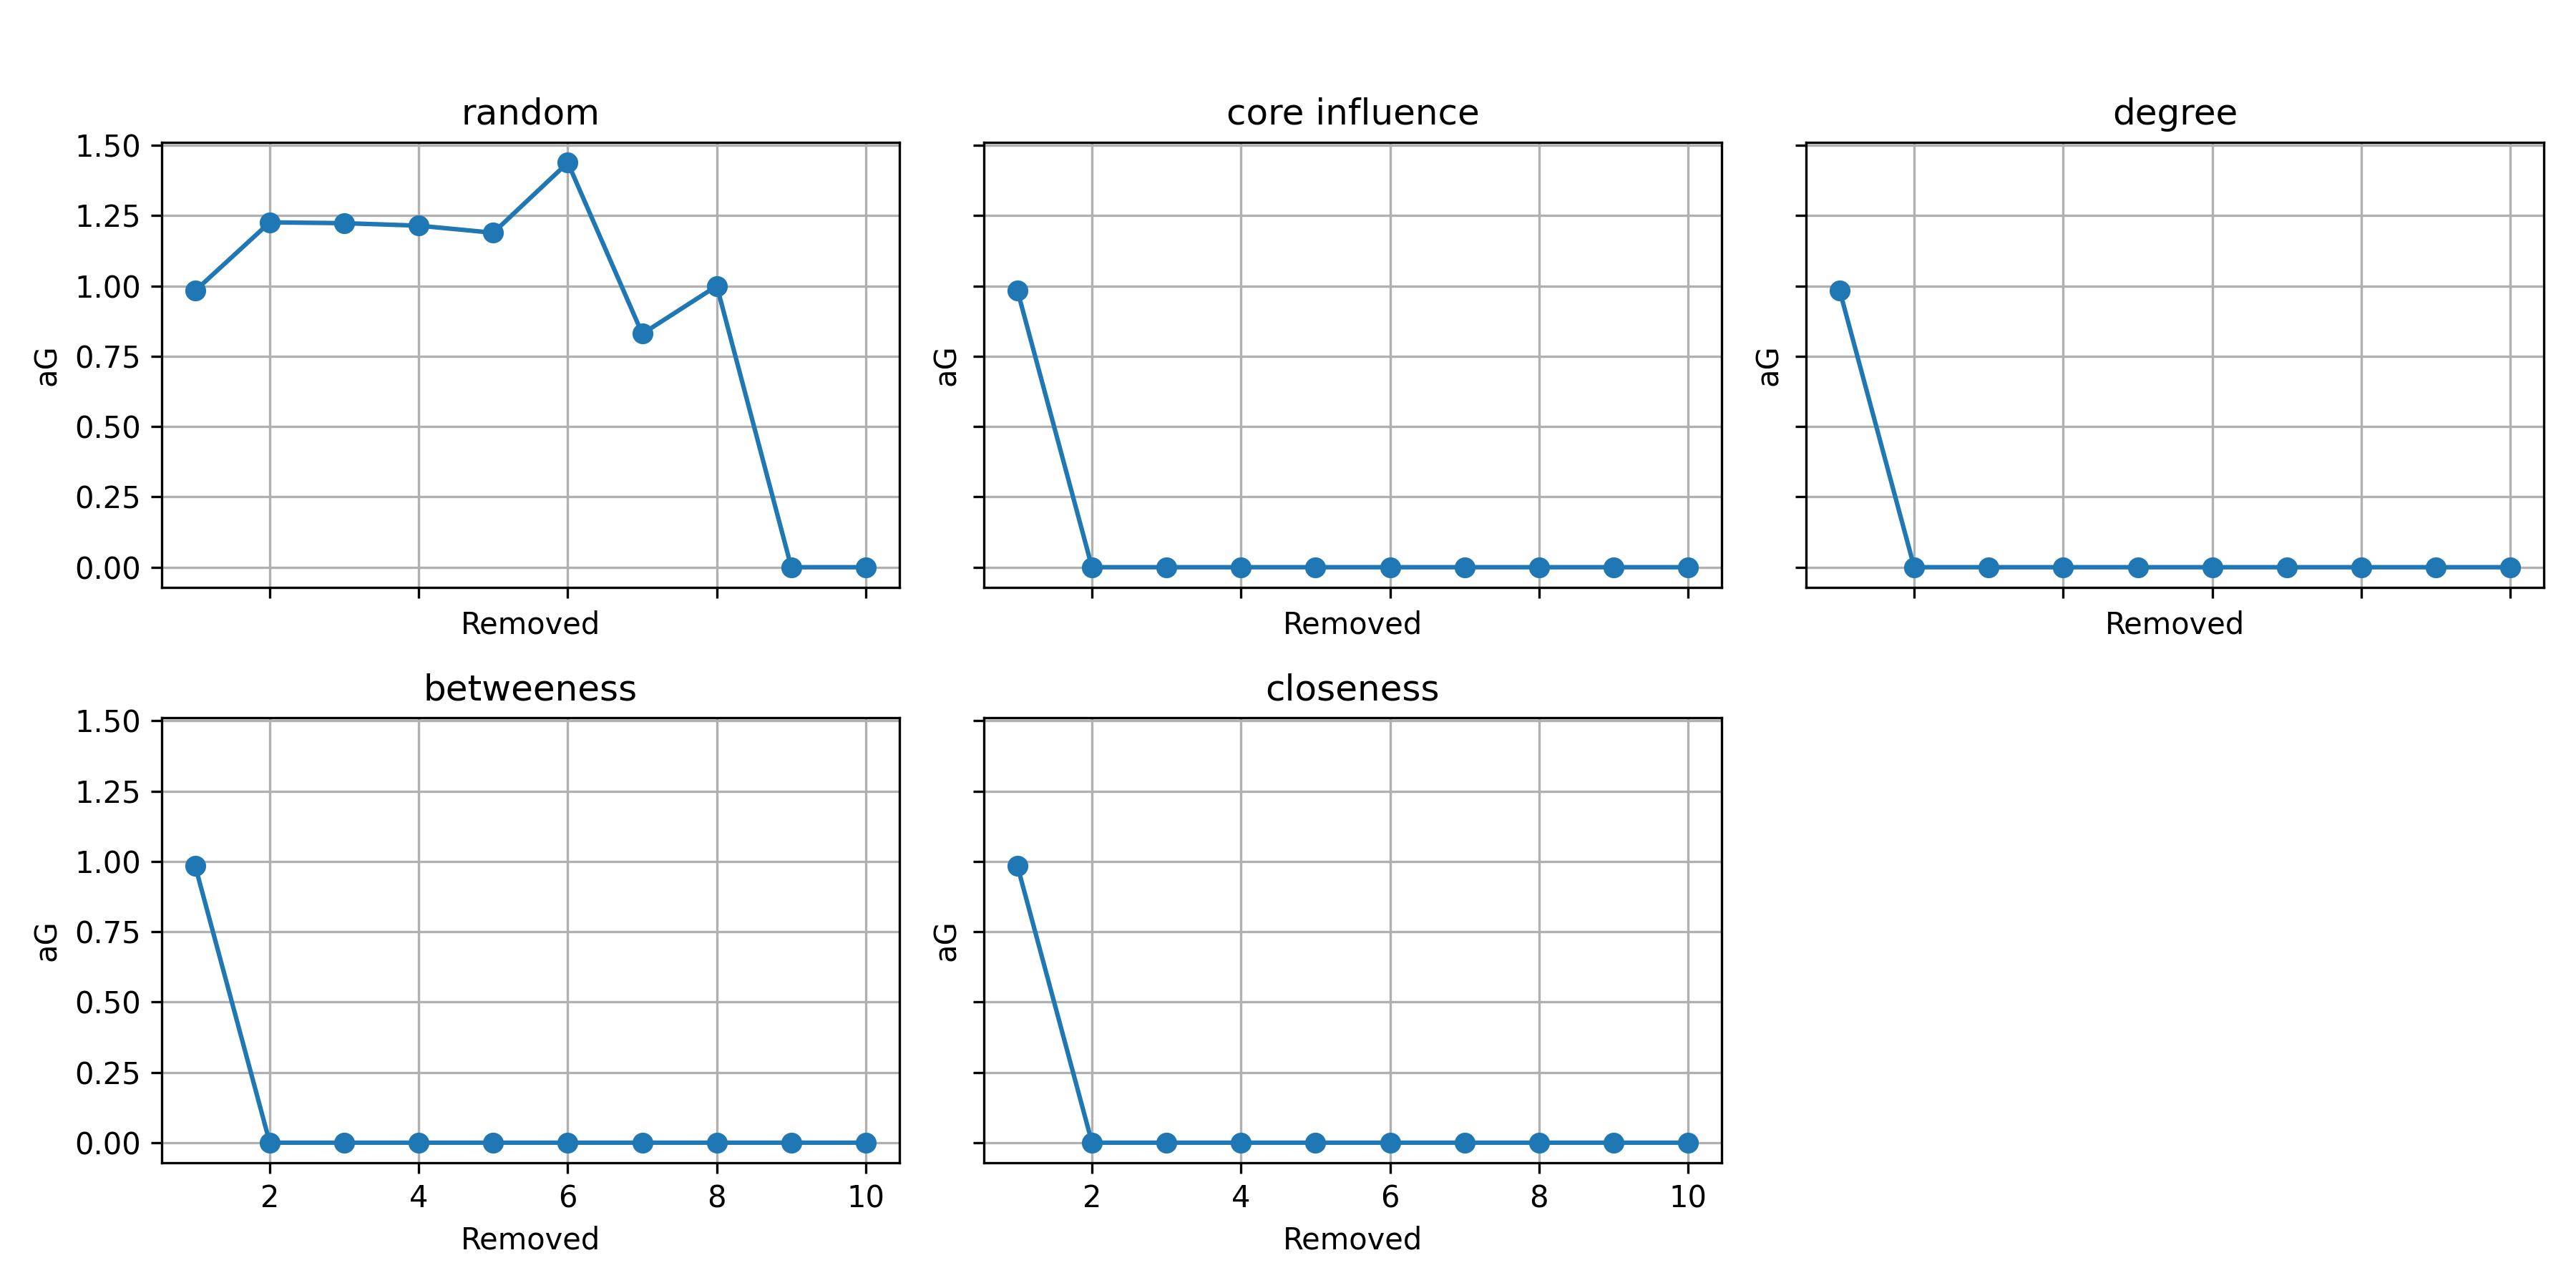 random
core influence
degree
1.50
1.25
1.00
0.75
0.50
0.25
0.00
aG
aG
aG
Removed
Removed
Removed
betweeness
closeness
1.50
1.25
1.00
0.75
0.50
0.25
0.00
aG
aG
2 4 6 8 10
2 4 6 8 10
Removed
Removed